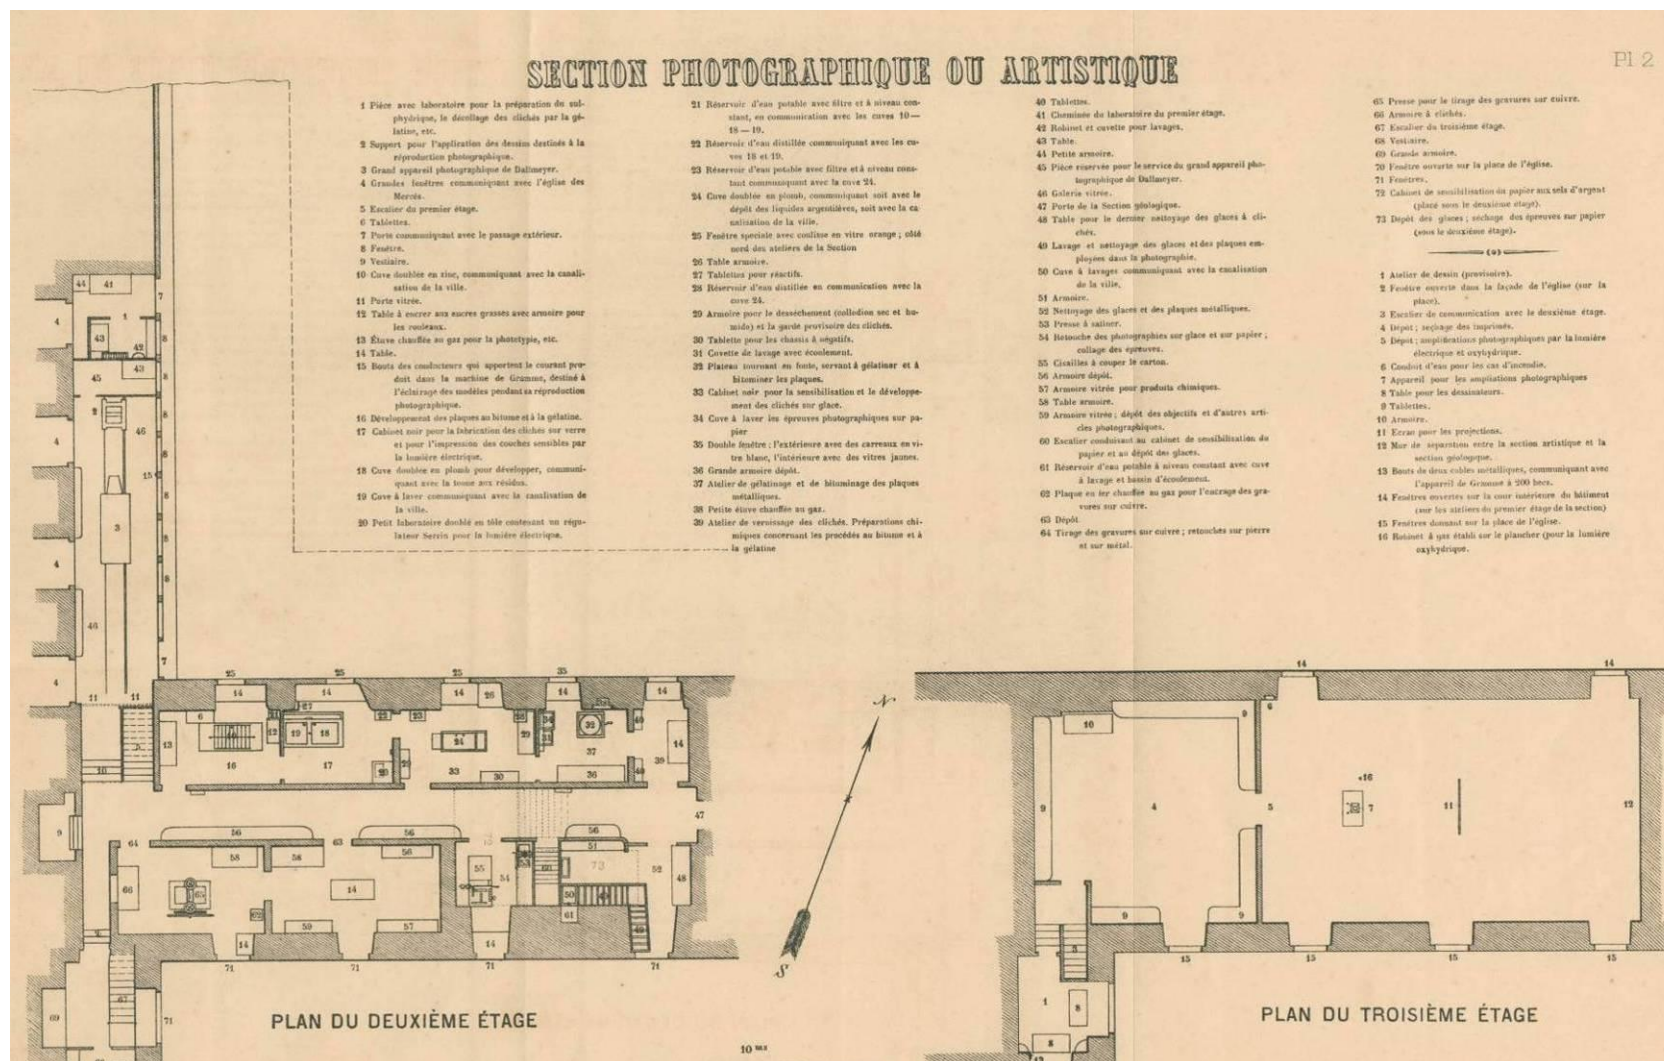 Pl 2
SECTION PHOTOGRAPHIQUE OU ARTISTIQUE
1 Pièce avec laboratoire pour la préparation du sul-
phydrique, le décollage des clichés par la gé-
latine, etc.
2 Support pour l'application des dessins destinés à la
réproduction photographique.
3 Grand appareil photographique de Dallmeyer.
4 Grandes fenêtres communiquant avec l'église des
Mercès.
5 Escalier du premier étage.
6 Tablettes.
7 Porte communiquant avec le passage extérieur.
8 Fenêtre.
9 Vestiaire.
10 Cuve doublée en zinc, communiquant avec la canali-
sation de la ville.
11 Porte vitrée.
12 Table à encrer aux encres grasses avec armoire pour
les rouleaux.
13 Étuve chauffée au gaz pour la phototypie, etc.
14 Table.
15 Bouts des conducteurs qui apportent le courant pro-
duit dans la machine de Gramme, destiné à
l'éclairage des modèles pendant sa réproduction
photographique.
16 Développement des plaques au bitume et à la gélatine.
17 Cabinet noir pour la fabrication des clichés sur verre
et pour l'impression des couches sensibles par
la lumière électrique.
18 Cuve doublée en plomb pour développer, communi-
quant avec la tonne aux résidus.
19 Cuve à laver communiquant avec la canalisation de
la ville.
20 Petit laboratoire doublé en tôle contenant un régu-
lateur Serrin pour la lumière électrique.
21 Réservoir d'eau potable avec filtre et à niveau con-
stant, en communication avec les cuves 10—
18—19.
22 Réservoir d'eau distillée communiquant avec les cu-
ves 18 et 19.
23 Réservoir d'eau potable avec filtre et à niveau cons-
tant communiquant avec la cuve 24.
24 Cuve doublée en plomb, communiquant soit avec le
dépôt des liquides argentifères, soit avec la ca-
nalisation de la ville.
25 Fenêtre speciale avec coulisse en vitre orange; côté
nord des ateliers de la Section
26 Table armoire.
27 Tablettes pour réactifs.
28 Réservoir d'eau distillée en communication avec la
cuve 24.
29 Armoire pour le dessèchement (collodion sec et hu-
mide) et la garde provisoire des clichés.
30 Tablette pour les chassis à négatifs.
31 Cuvette de lavage avec écoulement.
32 Plateau tournant en fonte, servant à gélatiner et à
bitominer les plaques.
33 Cabinet noir pour la sensibilisation et le développe-
ment des clichés sur glace.
34 Cuve à laver les épreuves photographiques sur pa-
pier
35 Double fenêtre; l'extérieure avec des carreaux en vi-
tre blanc, l'intérieure avec des vitres jaunes.
36 Grande armoire dépôt.
37 Atelier de gélatinage et de bituminage des plaques
métalliques.
38 Petite étuve chauffée au gaz.
39 Atelier de vernissage des clichés. Préparations chi-
miques concernant les procédés au bitume et à
la gélatine
40 Tablettes.
41 Cheminée du laboratoire du premier étage.
42 Robinet et cuvette pour lavages.
43 Table.
44 Petite armoire.
45 Pièce réservée pour le service du grand appareil pho-
tographique de Dallmeyer.
46 Galerie vitrée.
47 Porte de la Section géologique.
48 Table pour le dernier nettoyage des glaces à cli-
chés.
49 Lavage et nettoyage des glaces et des plaques em-
ployées dans la photographie.
50 Cuve à lavages communiquant avec la canalisation
de la ville.
51 Armoire.
52 Nettoyage des glaces et des plaques métalliques.
53 Presse à satiner.
54 Retouche des photographies sur glace et sur papier;
collage des épreuves.
55 Cisailles à couper le carton.
56 Armoire dépôt.
57 Armoire vitrée pour produits chimiques.
58 Table armoire.
59 Armoire vitrée; dépôt des objectifs et d'autres arti-
cles photographiques.
60 Escalier conduisant au cabinet de sensibilisation du
papier et au dépôt des glaces.
61 Réservoir d'eau potable à niveau constant avec cuve
à lavage et bassin d'écoulement.
62 Plaque en fer chauffée au gaz pour l'encrage des gra-
vures sur cuivre.
63 Dépôt
64 Tirage des gravures sur cuivre; retouches sur pierre
et sur métal.
65 Presse pour le tirage des gravures sur cuivre.
66 Armoire à clichés.
67 Escalier du troisième étage.
68 Vestiaire.
69 Grande armoire.
70 Fenêtre ouverte sur la place de l'église.
71 Fenêtres.
72 Cabinet de sensibilisation du papier aux sels d'argent
(placé sous le deuxième étage).
73 Dépôt des glaces; séchage des épreuves sur papier
(sous le deuxième étage).
1 Atelier de dessin (provisoire).
2 Fenêtre ouverte dans la façade de l'église (sur la
place).
3 Escalier de communication avec le deuxième étage.
4 Dépôt; séchage des imprimés.
5 Dépot; amplifications photographiques par la lumière
électrique et oxyhydrique.
6 Conduit d'eau pour les cas d'incendie.
7 Appareil pour les ampliations photographiques
8 Table pour les dessinateurs.
9 Tablettes.
10 Armoire.
11 Ecran pour les projections.
12 Mur de séparation entre la section artistique et la
section géologique.
13 Bouts de deux cables métalliques, communiquant avec
l'appareil de Gramme à 200 becs.
14 Fenêtres ouvertes sur la cour intérieure du bâtiment
(sur les ateliers du premier étage de la section)
15 Fenêtres donnant sur la place de l'église.
16 Robinet à gaz établi sur le plancher (pour la lumière
oxyhydrique.
N
S
PLAN DU DEUXIÈME ÉTAGE
PLAN DU TROISIÈME ÉTAGE
10 ms